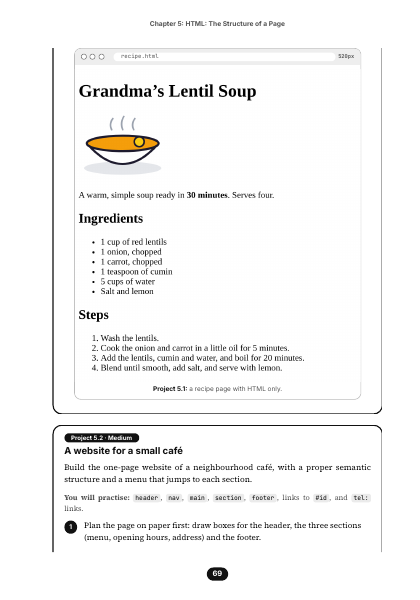 Chapter 5: HTML: The Structure of a Page
recipe.html
520px
Grandma’s Lentil Soup
A warm, simple soup ready in 30 minutes. Serves four.
Ingredients
• 1 cup of red lentils
• 1 onion, chopped
• 1 carrot, chopped
• 1 teaspoon of cumin
• 5 cups of water
• Salt and lemon
Steps
1. Wash the lentils.
2. Cook the onion and carrot in a little oil for 5 minutes.
3. Add the lentils, cumin and water, and boil for 20 minutes.
4. Blend until smooth, add salt, and serve with lemon.
Project 5.1: a recipe page with HTML only.
Project 5.2 · Medium
A website for a small café
Build the one-page website of a neighbourhood café, with a proper semantic
structure and a menu that jumps to each section.
You will practise: header, nav, main, section, footer, links to #id, and tel:
links.
1 Plan the page on paper first: draw boxes for the header, the three sections
(menu, opening hours, address) and the footer.
69